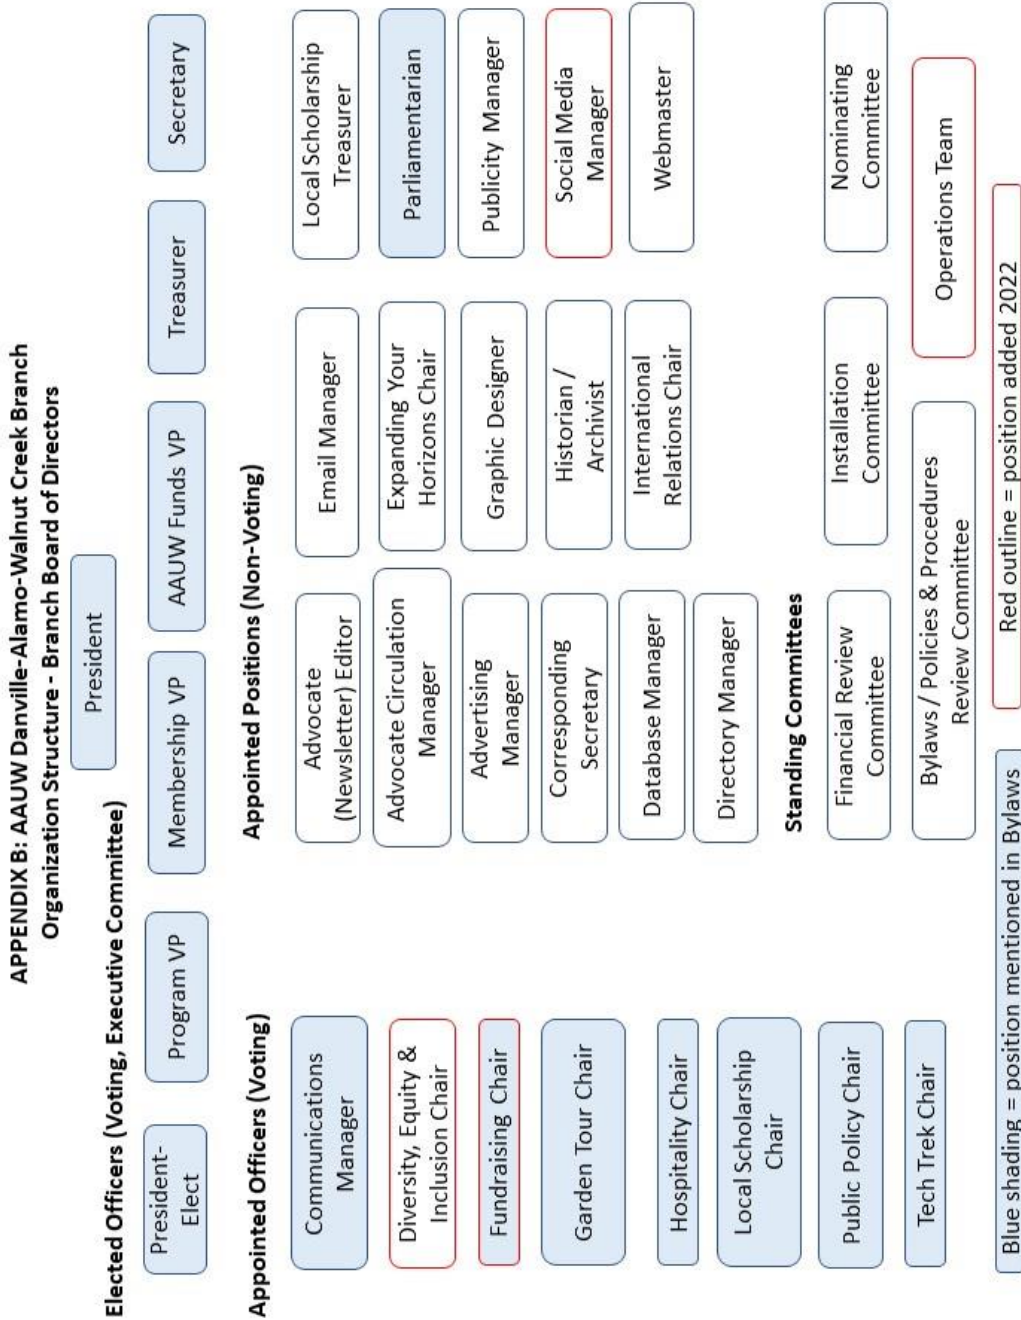 APPENDIX B: AAUW Danville-Alamo-Walnut Creek Branch
Organization Structure - Branch Board of Directors
President
Elected Officers (Voting, Executive Committee)
President-
Elect
Program VP
Membership VP
AAUW Funds VP
Treasurer
Secretary
Appointed Officers (Voting)
Communications
Manager
Diversity, Equity &
Inclusion Chair
Fundraising Chair
Garden Tour Chair
Hospitality Chair
Local Scholarship
Chair
Public Policy Chair
Tech Trek Chair
Appointed Positions (Non-Voting)
Advocate
(Newsletter) Editor
Advocate Circulation
Manager
Advertising
Manager
Corresponding
Secretary
Database Manager
Directory Manager
Email Manager
Expanding Your
Horizons Chair
Graphic Designer
Historian /
Archivist
International
Relations Chair
Local Scholarship
Treasurer
Parliamentarian
Publicity Manager
Social Media
Manager
Webmaster
Standing Committees
Financial Review
Committee
Installation
Committee
Nominating
Committee
Bylaws / Policies & Procedures
Review Committee
Operations Team
Blue shading = position mentioned in Bylaws
Red outline = position added 2022